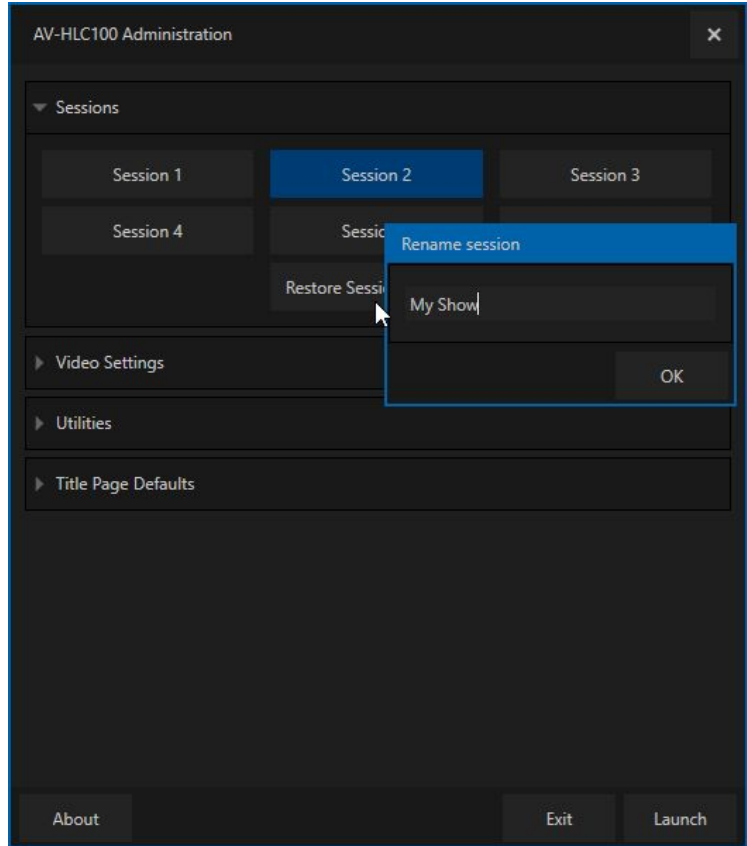 AV-HLC100 Administration
Sessions
Session 1 Session 2 Session 3
Session 4
Rename session
Restore
My Show
Video Settings
OK
Utilities
Title Page Defaults
About Exit Launch